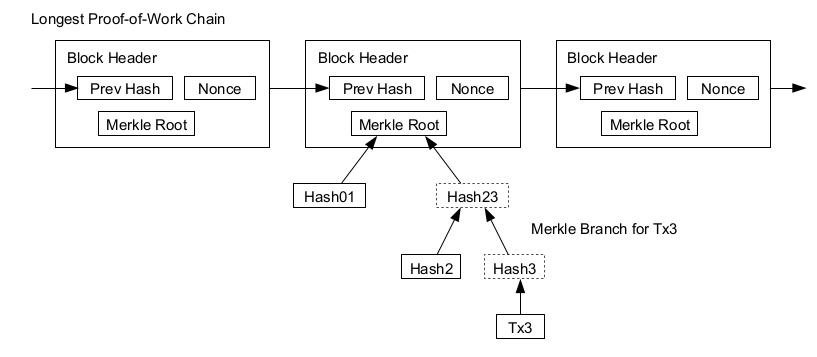 Longest Proof-of-Work Chain
Block Header
Block Header
Block Header
Prev Hash
Nonce
Prev Hash
Nonce
Prev Hash
Nonce
Merkle Root
Merkle Root
Merkle Root
Hash01
Hash23
Merkle Branch for Tx3
Hash2
Hash3
Tx3